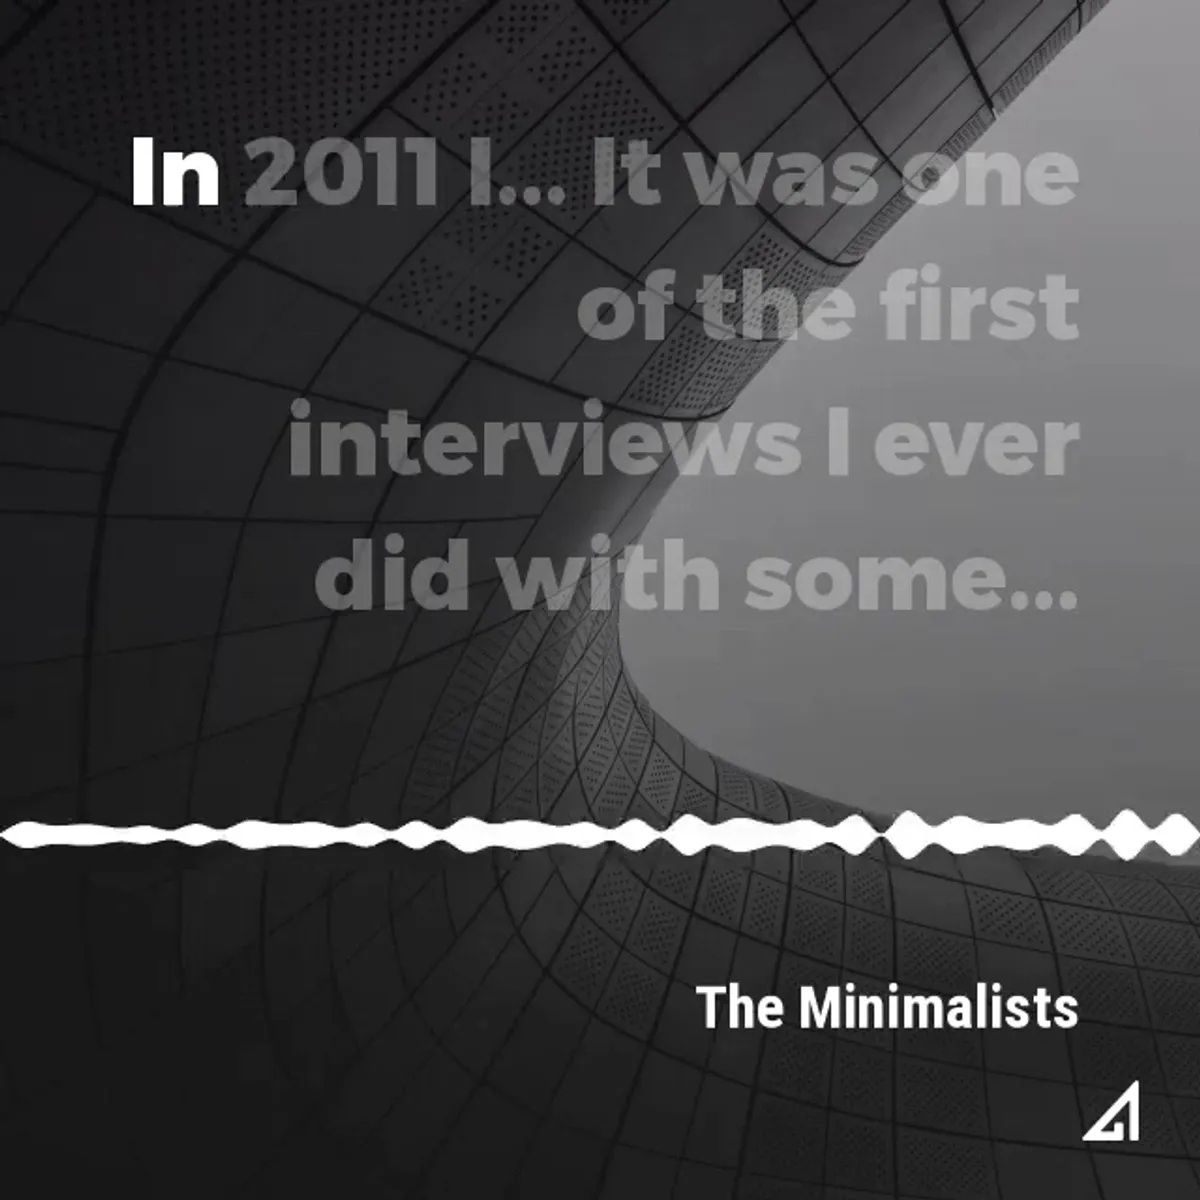 In 2011 I... It was one
of the first
interviews I ever
did with some...
The Minimalists